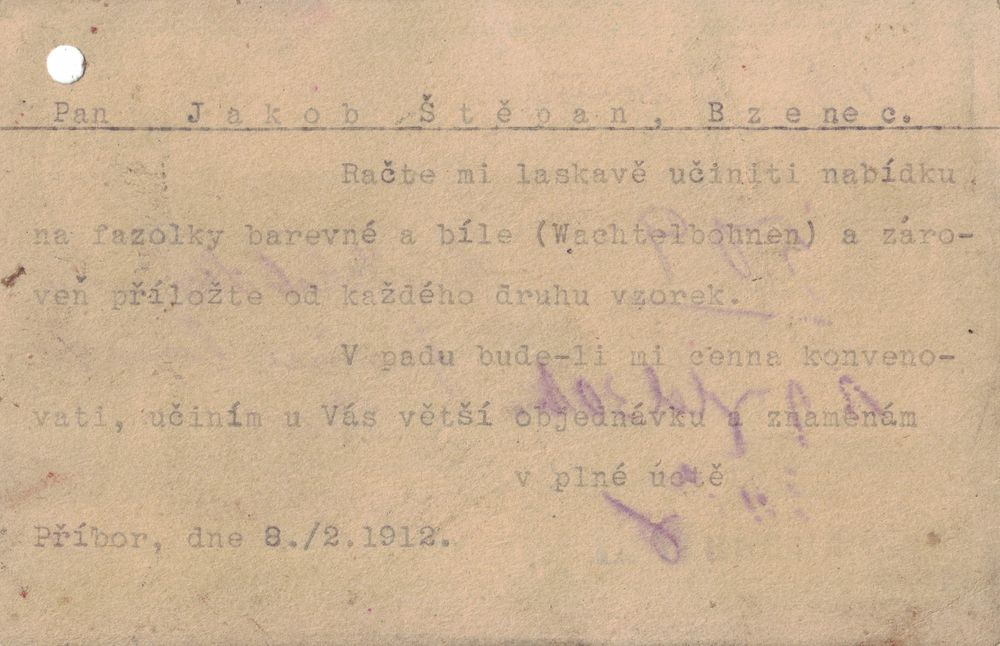 Pan Jakob Štěpan, Bzenec.
Račte mi laskavě učiniti nabídku
na fazolky barevné a bíle (Wachtelbohnen) a záro-
veň příložte od každého druhu vzorek.
V padu bude-li mi cenna konveno-
vati, učiním u Vás větší objednávku a znamenám
v plné úctě
Příbor, dne 8./2.1912.